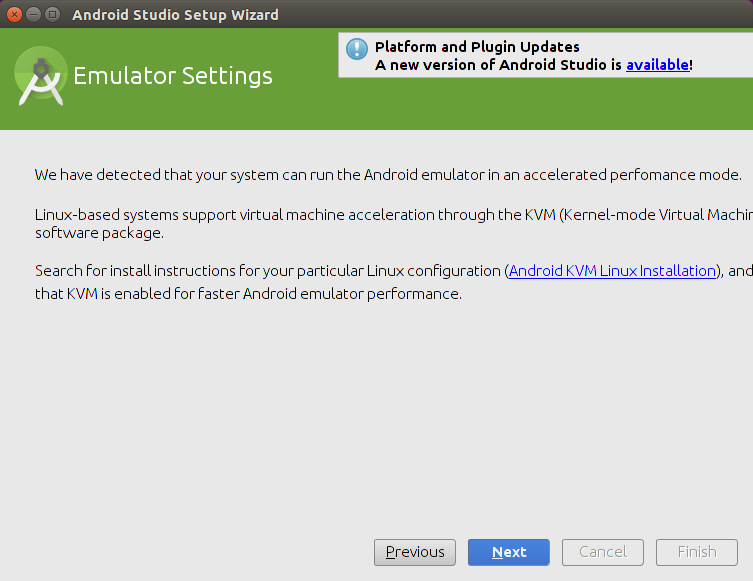 Android Studio Setup Wizard
Platform and Plugin Updates
A new version of Android Studio is available!
Emulator Settings
We have detected that your system can run the Android emulator in an accelerated perfomance mode.
Linux-based systems support virtual machine acceleration through the KVM (Kernel-mode Virtual
software package.
Search for install instructions for your particular Linux configuration (Android KVM Linux Installation), and
that KVM is enabled for faster Android emulator performance.
Previous
Next
Cancel
Finish